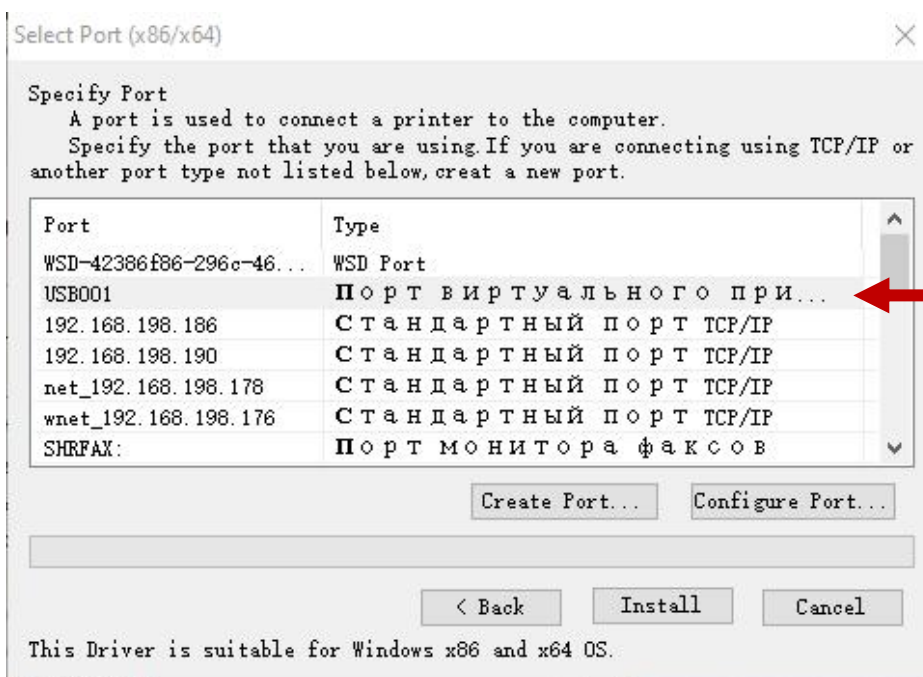 Select Port (x86/x64)
Specify Port
A port is used to connect a printer to the computer.
Specify the port that you are using.If you are connecting using TCP/IP or
another port type not listed below,creat a new port.
Port Type
WSD-42386f86-296c-46... WSD Port
USB001 Порт виртуального при...
192.168.198.186 Стандартный порт TCP/IP
192.168.198.190 Стандартный порт TCP/IP
net_192.168.198.178 Стандартный порт TCP/IP
wnet_192.168.198.176 Стандартный порт TCP/IP
SHRFAX: Порт монитора факсов
Create Port... Configure Port...
< Back Install Cancel
This Driver is suitable for Windows x86 and x64 OS.